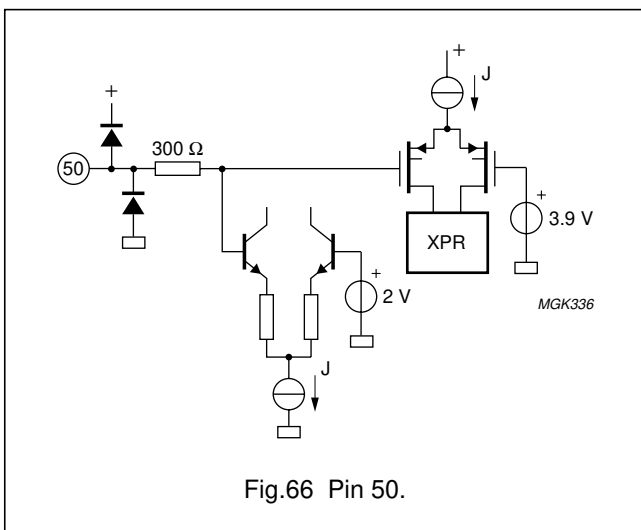 +
J
+
300 Ω
50
+
3.9 V
XPR
+
2 V
MGK336
J
Fig.66 Pin 50.